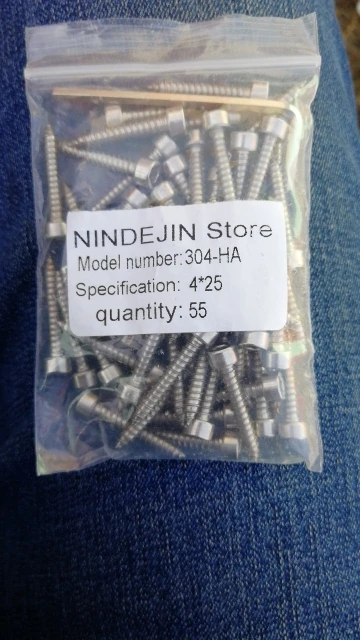 NINDEJIN Store
Model number:304-HA
Specification: 4*25
quantity: 55